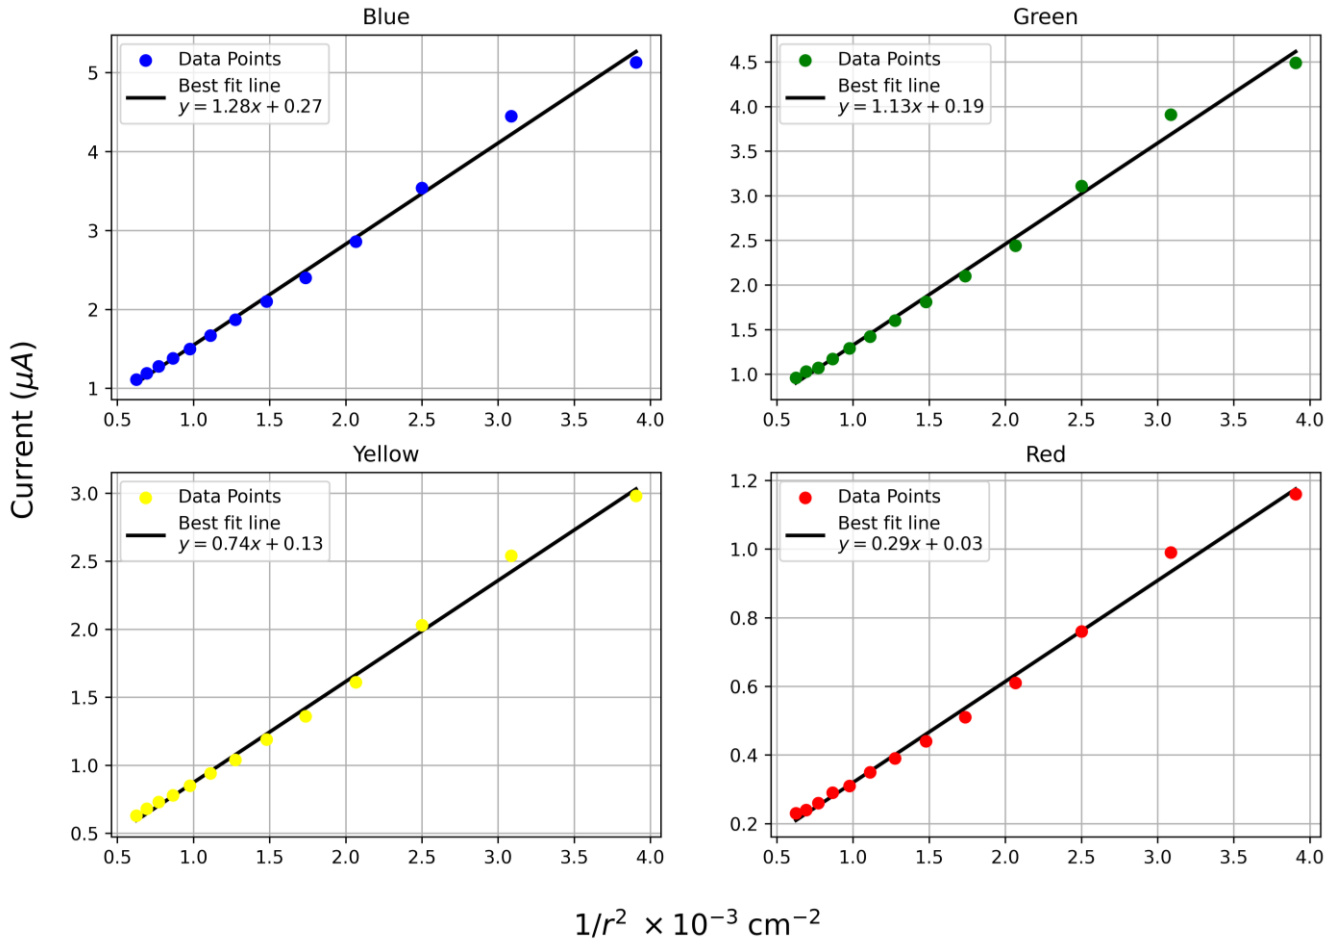 Blue
Data Points
Best fit line
y = 1.28x + 0.27
5
4
3
2
1
0.5 1.0 1.5 2.0 2.5 3.0 3.5 4.0
Green
Data Points
Best fit line
y = 1.13x + 0.19
4.5
4.0
3.5
3.0
2.5
2.0
1.5
1.0
0.5 1.0 1.5 2.0 2.5 3.0 3.5 4.0
Current (μA)
Yellow
Data Points
Best fit line
y = 0.74x + 0.13
3.0
2.5
2.0
1.5
1.0
0.5
0.5 1.0 1.5 2.0 2.5 3.0 3.5 4.0
Red
Data Points
Best fit line
y = 0.29x + 0.03
1.2
1.0
0.8
0.6
0.4
0.2
0.5 1.0 1.5 2.0 2.5 3.0 3.5 4.0
1/r² × 10⁻³ cm⁻²